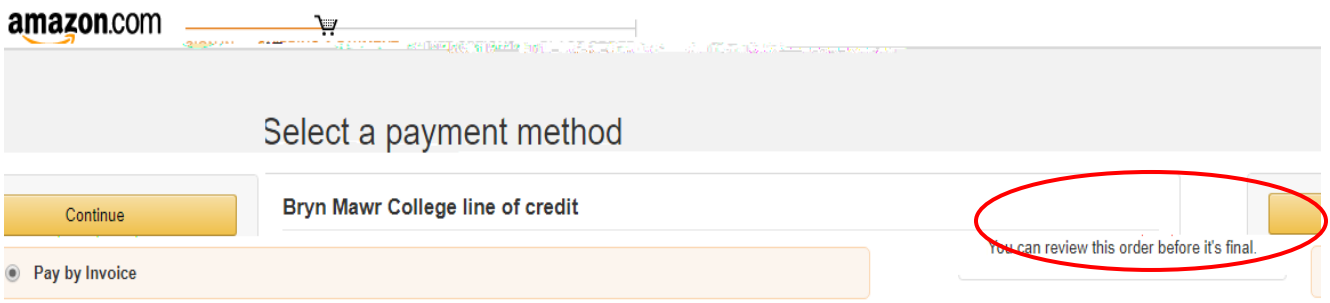 amazon.com
Select a payment method
Continue
Bryn Mawr College line of credit
You can review this order before it's final.
Pay by Invoice